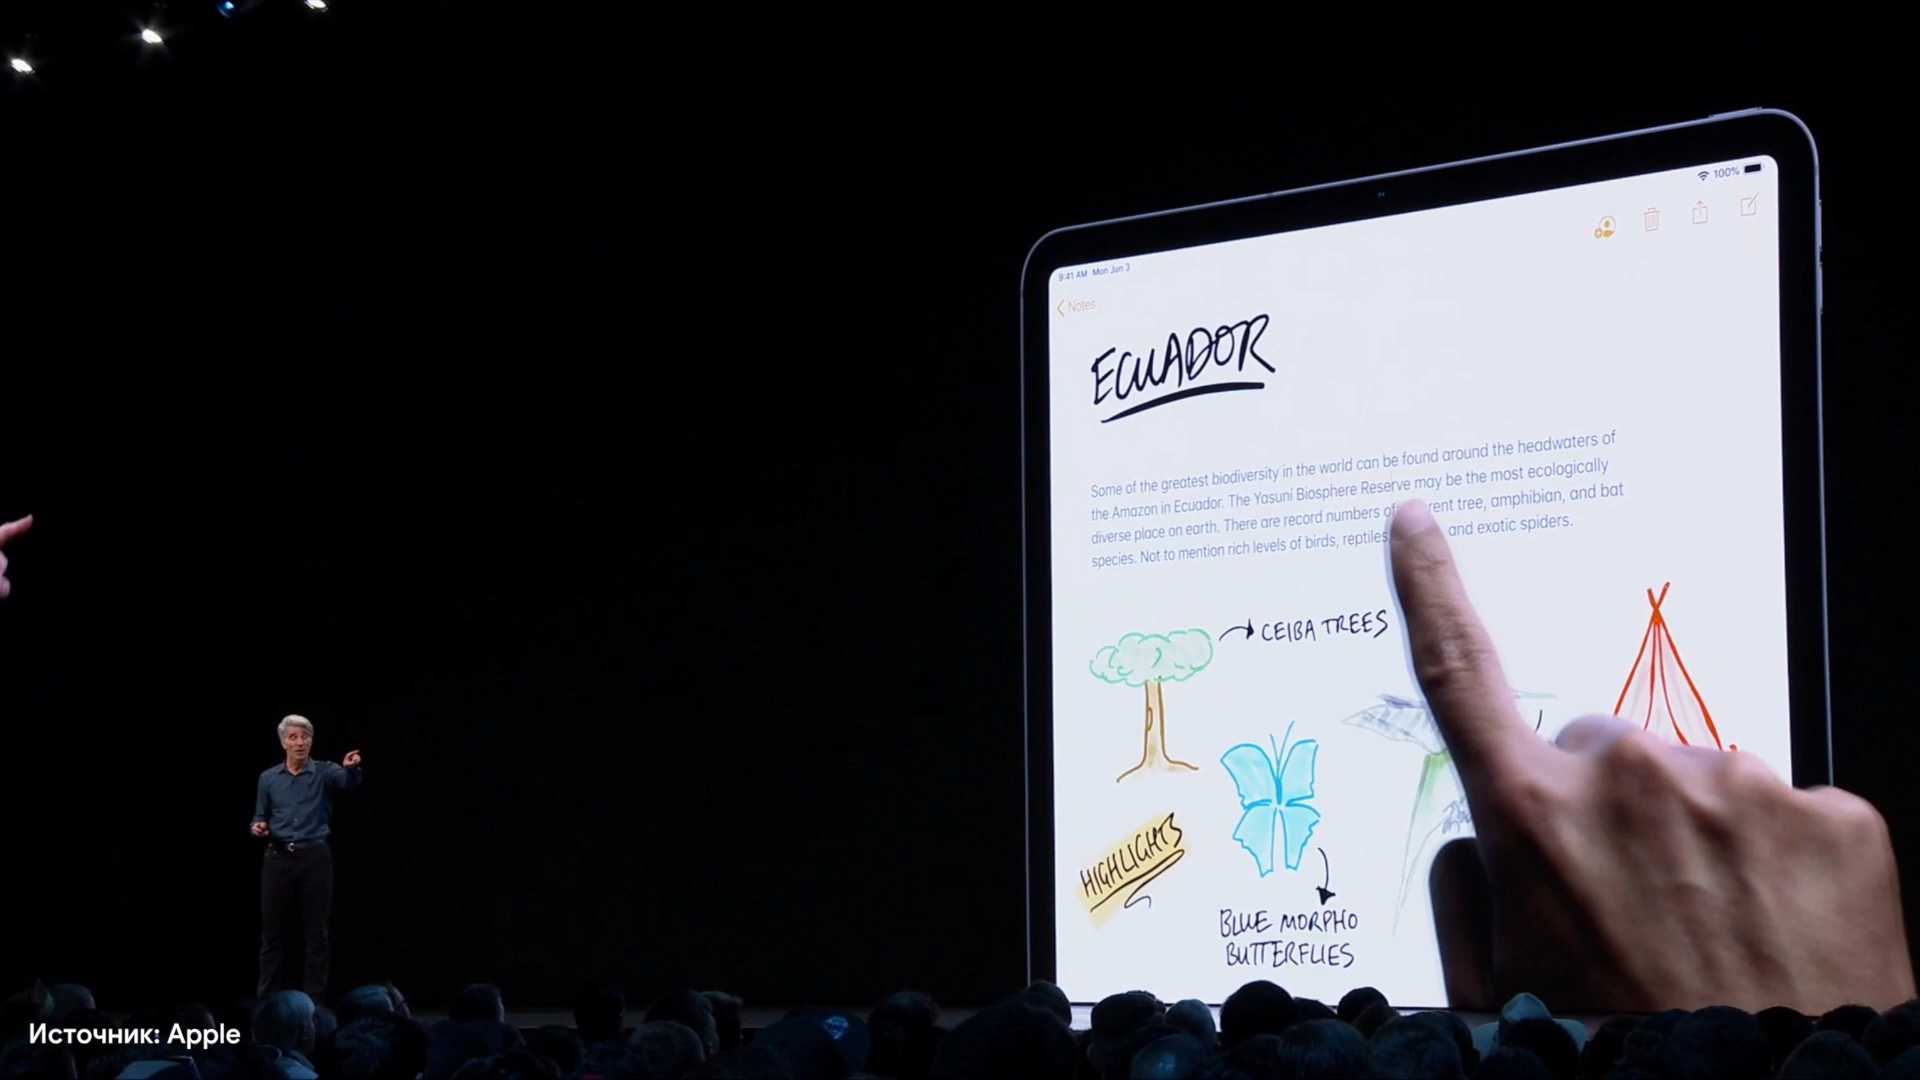 100%
9:41 AM Mon Jun 3
Notes
ECUADOR
Some of the greatest biodiversity in the world can be found around the headwaters of
the Amazon in Ecuador. The Yasuní Biosphere Reserve may be the most ecologically
diverse place on earth. There are record numbers of tree, amphibian, and bat
species. Not to mention rich levels of birds, reptiles, and exotic spiders.
CEIBA TREES
HIGHLIGHTS
BLUE MORPHO
BUTTERFLIES
Источник: Apple